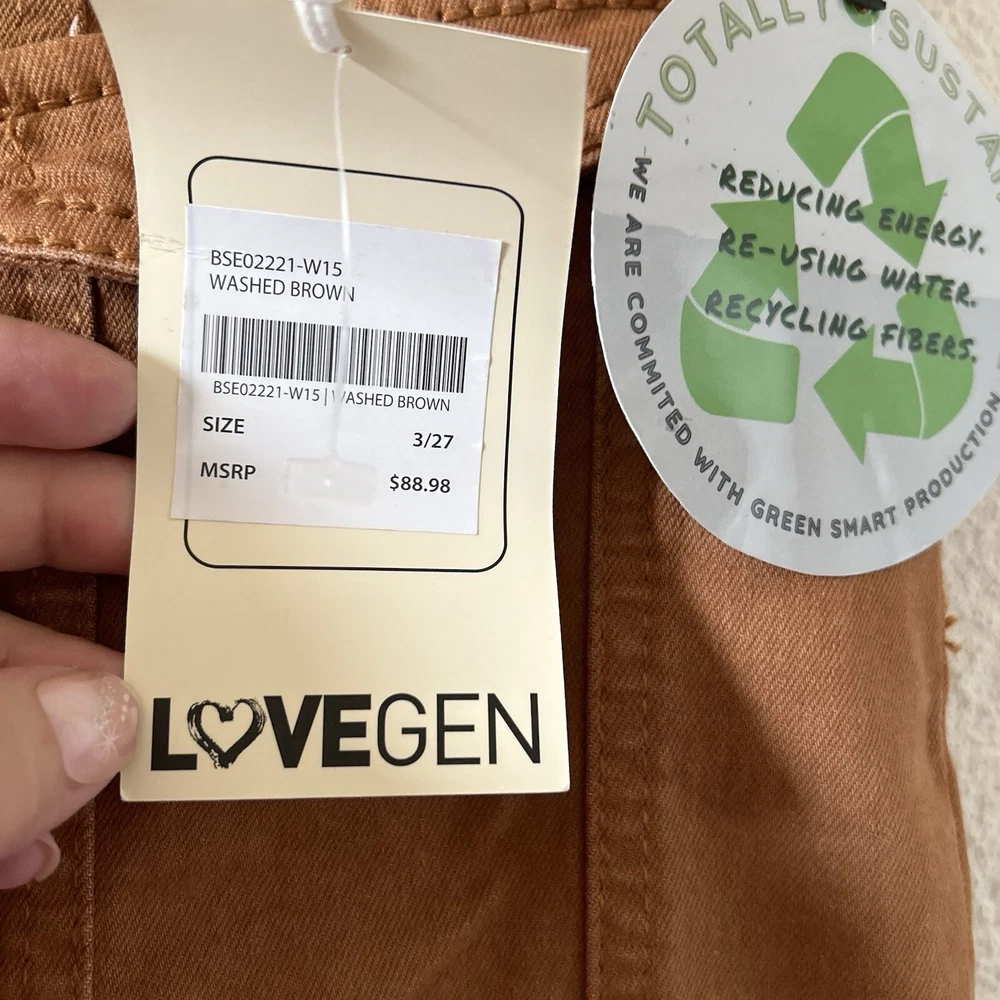 BSE02221-W15
WASHED BROWN
BSE02221-W15 | WASHED BROWN
SIZE 3/27
MSRP $88.98
LOVEGEN
TOTALLY
REDUCING ENERGY.
RE-USING WATER.
RECYCLING FIBERS.
WE ARE COMMITED WITH GREEN SMART PRODUCTION